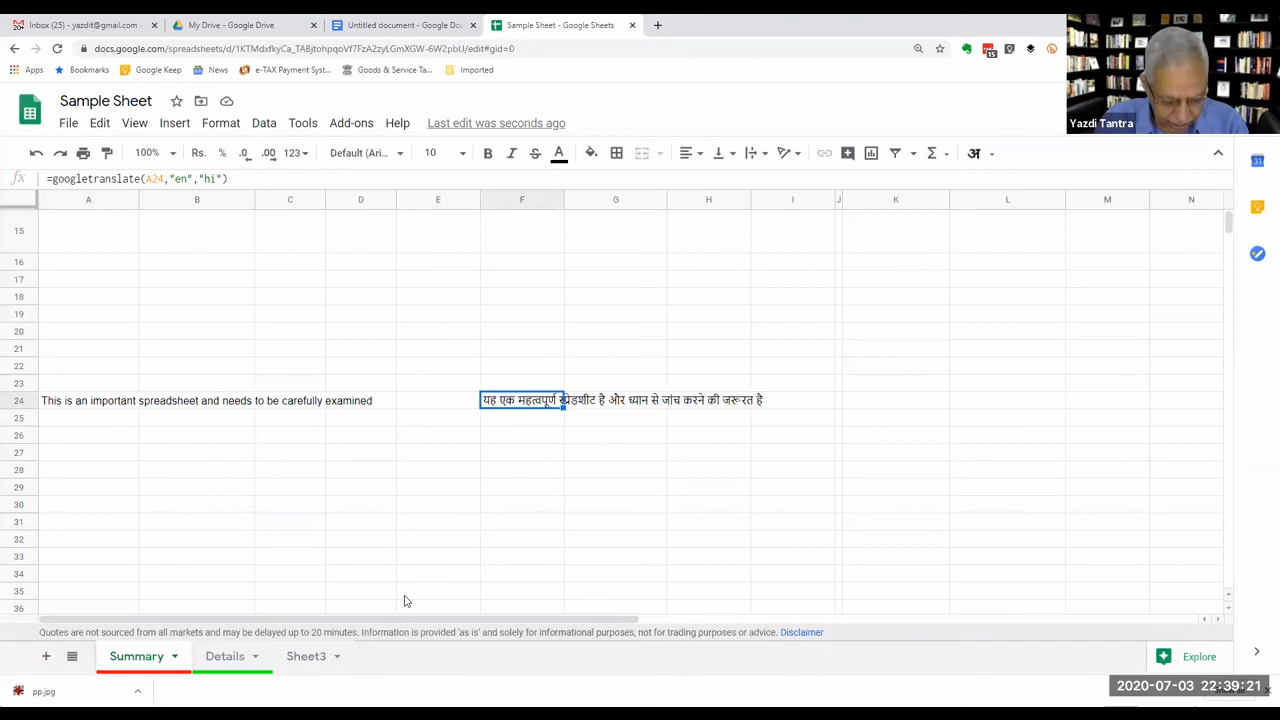 Inbox (25) - yazdit@gmail.com
My Drive - Google Drive
Untitled document - Google Doc
Sample Sheet - Google Sheets
docs.google.com/spreadsheets/d/1KTMdxfkyCa_TABjtohpqoVf7FzA2zyLGmXGW-6W2pbU/edit#gid=0
Apps Bookmarks Google Keep News e-TAX Payment Syst... Goods & Service Ta... Imported
Yazdi Tantra
Sample Sheet
File Edit View Insert Format Data Tools Add-ons Help Last edit was seconds ago
100% Rs. % .0 .00 123 Default (Ari... 10 B I S A Σ अ
fx =googletranslate(A24,"en","hi")
A B C D E F G H I J K L M N
15
16
17
18
19
20
21
22
23
24 This is an important spreadsheet and needs to be carefully examined यह एक महत्वपूर्ण स्प्रेडशीट है और ध्यान से जांच करने की जरूरत है
25
26
27
28
29
30
31
32
33
34
35
36
Quotes are not sourced from all markets and may be delayed up to 20 minutes. Information is provided 'as is' and solely for informational purposes, not for trading purposes or advice. Disclaimer
Summary Details Sheet3 Explore
pp.jpg
2020-07-03 22:39:21